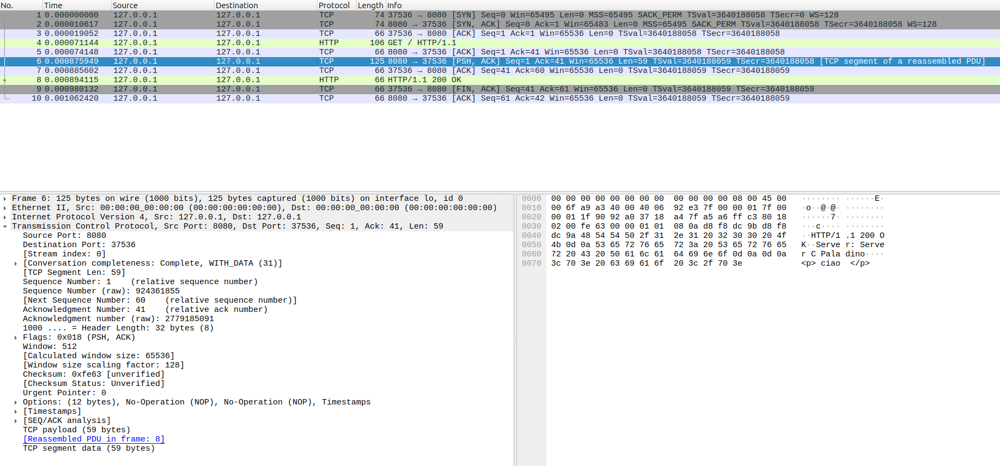 No. Time Source Destination Protocol Length Info
1 0.000000000 127.0.0.1 127.0.0.1 TCP 74 37536 → 8080 [SYN] Seq=0 Win=65495 Len=0 MSS=65495 SACK_PERM TSval=3640188058 TSecr=0 WS=128
2 0.000010617 127.0.0.1 127.0.0.1 TCP 74 8080 → 37536 [SYN, ACK] Seq=0 Ack=1 Win=65483 Len=0 MSS=65495 SACK_PERM TSval=3640188058 TSecr=3640188058 WS=128
3 0.000019052 127.0.0.1 127.0.0.1 TCP 66 37536 → 8080 [ACK] Seq=1 Ack=1 Win=65536 Len=0 TSval=3640188058 TSecr=3640188058
4 0.000071144 127.0.0.1 127.0.0.1 HTTP 106 GET / HTTP/1.1
5 0.000074148 127.0.0.1 127.0.0.1 TCP 66 8080 → 37536 [ACK] Seq=1 Ack=41 Win=65536 Len=0 TSval=3640188058 TSecr=3640188058
6 0.000875949 127.0.0.1 127.0.0.1 TCP 125 8080 → 37536 [PSH, ACK] Seq=1 Ack=41 Win=65536 Len=59 TSval=3640188059 TSecr=3640188058 [TCP segment of a reassembled PDU]
7 0.000885602 127.0.0.1 127.0.0.1 TCP 66 37536 → 8080 [ACK] Seq=41 Ack=60 Win=65536 Len=0 TSval=3640188059 TSecr=3640188059
8 0.000894115 127.0.0.1 127.0.0.1 HTTP 66 HTTP/1.1 200 OK
9 0.000980132 127.0.0.1 127.0.0.1 TCP 66 37536 → 8080 [FIN, ACK] Seq=41 Ack=61 Win=65536 Len=0 TSval=3640188059 TSecr=3640188059
10 0.001062420 127.0.0.1 127.0.0.1 TCP 66 8080 → 37536 [ACK] Seq=61 Ack=42 Win=65536 Len=0 TSval=3640188059 TSecr=3640188059
Frame 6: 125 bytes on wire (1000 bits), 125 bytes captured (1000 bits) on interface lo, id 0
Ethernet II, Src: 00:00:00_00:00:00 (00:00:00:00:00:00), Dst: 00:00:00_00:00:00 (00:00:00:00:00:00)
Internet Protocol Version 4, Src: 127.0.0.1, Dst: 127.0.0.1
Transmission Control Protocol, Src Port: 8080, Dst Port: 37536, Seq: 1, Ack: 41, Len: 59
Source Port: 8080
Destination Port: 37536
[Stream index: 0]
[Conversation completeness: Complete, WITH_DATA (31)]
[TCP Segment Len: 59]
Sequence Number: 1 (relative sequence number)
Sequence Number (raw): 924361855
[Next Sequence Number: 60 (relative sequence number)]
Acknowledgment Number: 41 (relative ack number)
Acknowledgment number (raw): 2779185091
1000 .... = Header Length: 32 bytes (8)
Flags: 0x018 (PSH, ACK)
Window: 512
[Calculated window size: 65536]
[Window size scaling factor: 128]
Checksum: 0xfe63 [unverified]
[Checksum Status: Unverified]
Urgent Pointer: 0
Options: (12 bytes), No-Operation (NOP), No-Operation (NOP), Timestamps
[Timestamps]
[SEQ/ACK analysis]
TCP payload (59 bytes)
[Reassembled PDU in frame: 8]
TCP segment data (59 bytes)
0000 00 00 00 00 00 00 00 00 00 00 00 00 08 00 45 00 ········ ······E·
0010 00 6f a9 a3 40 00 40 06 92 e3 7f 00 00 01 7f 00 ·o··@·@· ········
0020 00 01 1f 90 92 a0 37 18 a4 7f a5 a6 ff c3 80 18 ······7· ········
0030 02 00 fe 63 00 00 01 01 08 0a d8 f8 dc 9b d8 f8 ···c···· ········
0040 dc 9a 48 54 54 50 2f 31 2e 31 20 32 30 30 20 4f ··HTTP/1 .1 200 O
0050 4b 0d 0a 53 65 72 76 65 72 3a 20 53 65 72 76 65 K··Serve r: Serve
0060 72 20 43 20 50 61 6c 61 64 69 6e 6f 0d 0a 0d 0a r C Pala dino····
0070 3c 70 3e 20 63 69 61 6f 20 3c 2f 70 3e <p> ciao </p>